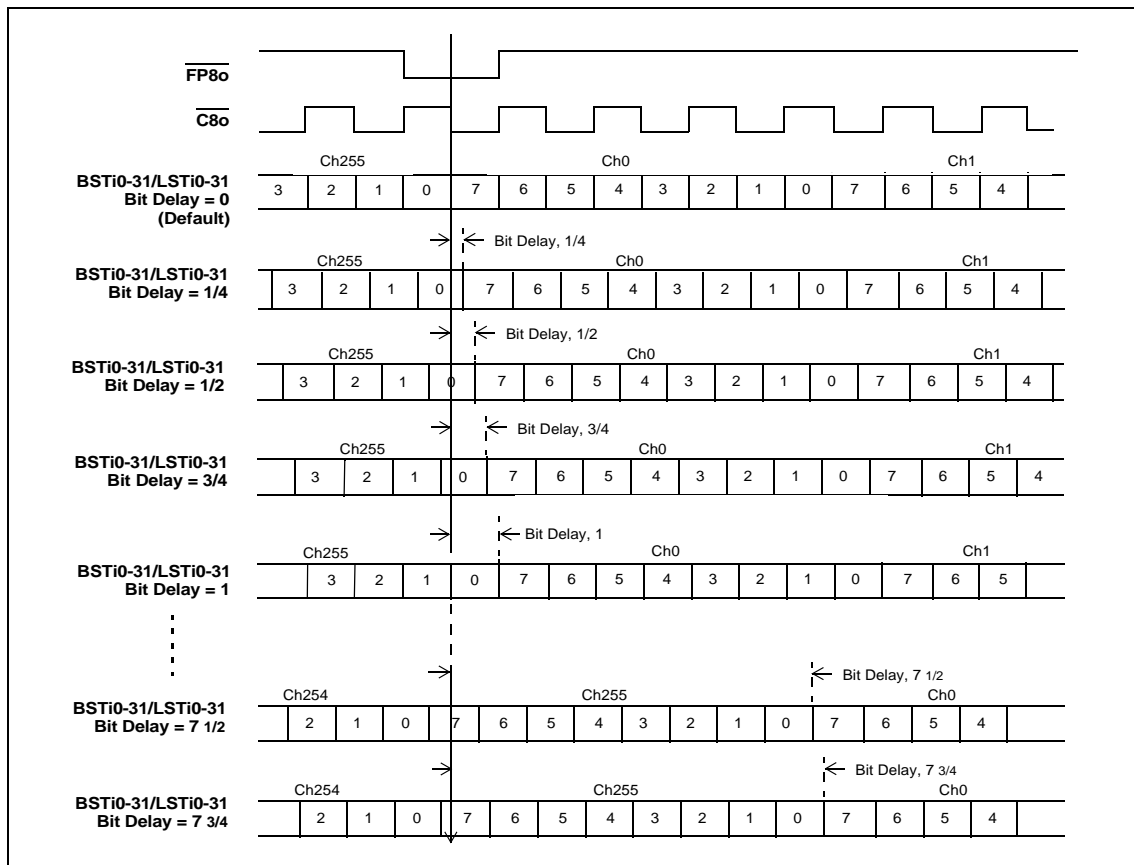 FP8o
C8o
Ch255 Ch0 Ch1
BSTi0-31/LSTi0-31
Bit Delay = 0
(Default)
3 2 1 0 7 6 5 4 3 2 1 0 7 6 5 4
Bit Delay, 1/4
Ch255 Ch0 Ch1
BSTi0-31/LSTi0-31
Bit Delay = 1/4
3 2 1 0 7 6 5 4 3 2 1 0 7 6 5 4
Bit Delay, 1/2
Ch255 Ch0 Ch1
BSTi0-31/LSTi0-31
Bit Delay = 1/2
3 2 1 0 7 6 5 4 3 2 1 0 7 6 5 4
Bit Delay, 3/4
Ch255 Ch0 Ch1
BSTi0-31/LSTi0-31
Bit Delay = 3/4
3 2 1 0 7 6 5 4 3 2 1 0 7 6 5 4
Bit Delay, 1
Ch255 Ch0 Ch1
BSTi0-31/LSTi0-31
Bit Delay = 1
3 2 1 0 7 6 5 4 3 2 1 0 7 6 5
Bit Delay, 7 1/2
Ch254 Ch255 Ch0
BSTi0-31/LSTi0-31
Bit Delay = 7 1/2
2 1 0 7 6 5 4 3 2 1 0 7 6 5 4
Bit Delay, 7 3/4
Ch254 Ch255 Ch0
BSTi0-31/LSTi0-31
Bit Delay = 7 3/4
2 1 0 7 6 5 4 3 2 1 0 7 6 5 4